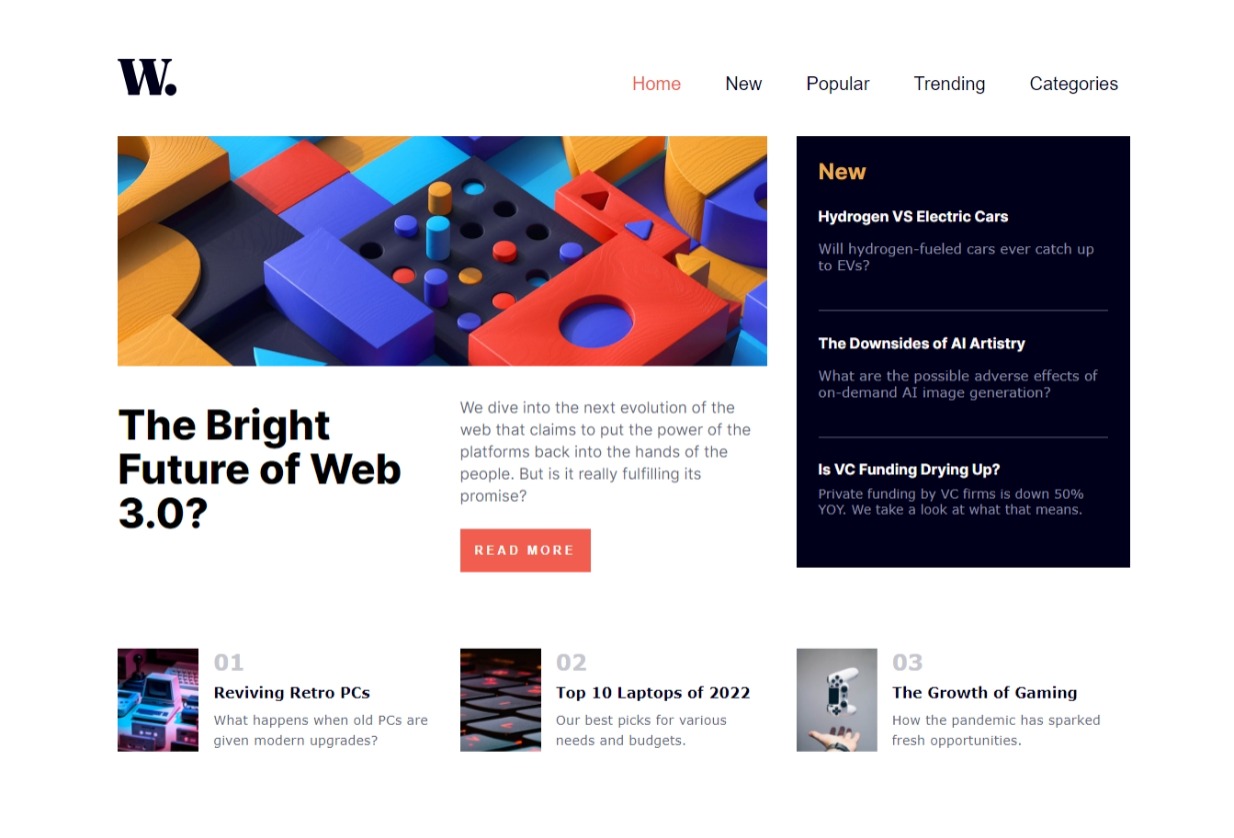 W.
Home New Popular Trending Categories
The Bright
Future of Web
3.0?
We dive into the next evolution of the
web that claims to put the power of the
platforms back into the hands of the
people. But is it really fulfilling its
promise?
READ MORE
New
Hydrogen VS Electric Cars
Will hydrogen-fueled cars ever catch up
to EVs?
The Downsides of AI Artistry
What are the possible adverse effects of
on-demand AI image generation?
Is VC Funding Drying Up?
Private funding by VC firms is down 50%
YOY. We take a look at what that means.
01
Reviving Retro PCs
What happens when old PCs are
given modern upgrades?
02
Top 10 Laptops of 2022
Our best picks for various
needs and budgets.
03
The Growth of Gaming
How the pandemic has sparked
fresh opportunities.